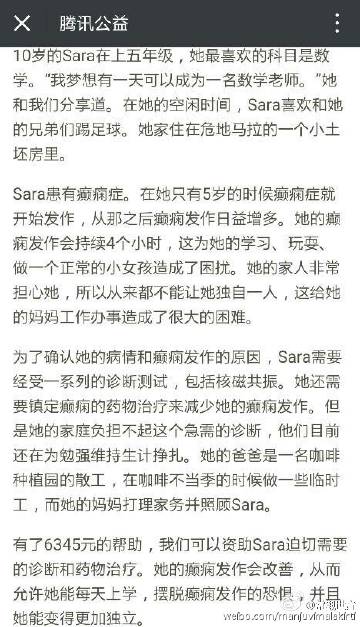 腾讯公益
10岁的Sara在上五年级，她最喜欢的科目是数
学。“我梦想有一天可以成为一名数学老师。”她
和我们分享道。在她的空闲时间，Sara喜欢和她
的兄弟们踢足球。她家住在危地马拉的一个小土
坯房里。
Sara患有癫痫症。在她只有5岁的时候癫痫症就
开始发作，从那之后癫痫发作日益增多。她的癫
痫发作会持续4个小时，这为她的学习、玩耍、
做一个正常的小女孩造成了困扰。她的家人非常
担心她，所以从来都不能让她独自一人，这给她
的妈妈工作办事造成了很大的困难。
为了确认她的病情和癫痫发作的原因，Sara需要
经受一系列的诊断测试，包括核磁共振。她还需
要镇定癫痫的药物治疗来减少她的癫痫发作。但
是她的家庭负担不起这个急需的诊断，他们目前
还在为勉强维持生计挣扎。她的爸爸是一名咖啡
种植园的散工，在咖啡不当季的时候做一些临时
工，而她的妈妈打理家务并照顾Sara。
有了6345元的帮助，我们可以资助Sara迫切需要
的诊断和药物治疗。她的癫痫发作会改善，从而
允许她能每天上学，摆脱癫痫发作的恐惧，并且
让她能变得更加独立。
weibo.com/manjuvimalakirti